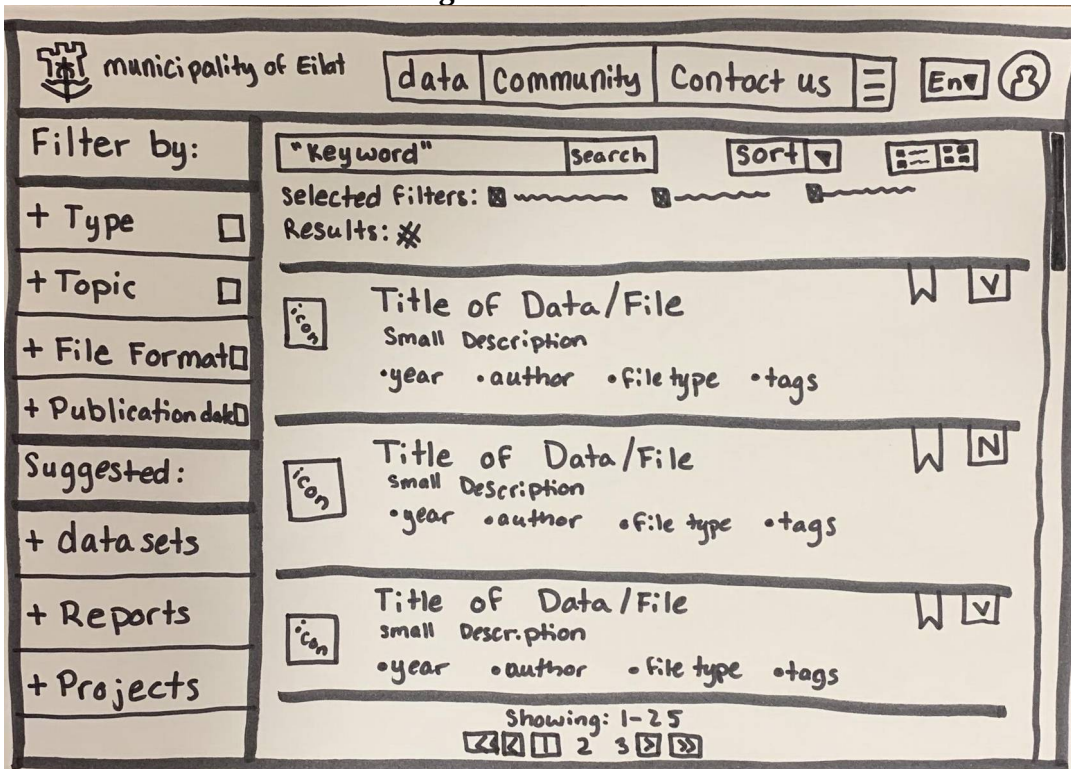 municipality of Eilat
data
Community
Contact us
En
Filter by:
+ Type
+ Topic
+ File Format
+ Publication date
Suggested:
+ datasets
+ Reports
+ Projects
"Keyword"
Search
Sort
Selected Filters:
Results: #
icon
Title of Data/File
Small Description
•year •author •file type •tags
V
icon
Title of Data/File
Small Description
•year •author •file type •tags
N
icon
Title of Data/File
small Description
•year •author •file type •tags
V
Showing: 1-25
<< < 1 2 3 > >>